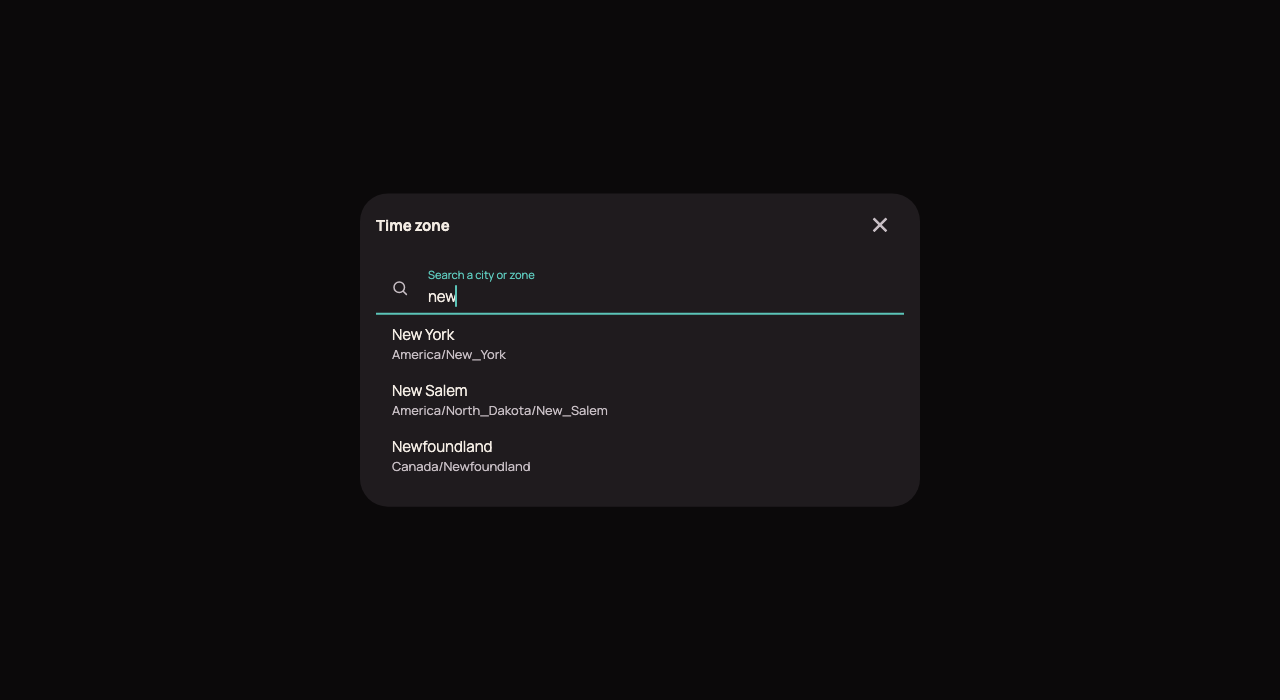 Time zone
Search a city or zone
new
New York
America/New_York
New Salem
America/North_Dakota/New_Salem
Newfoundland
Canada/Newfoundland